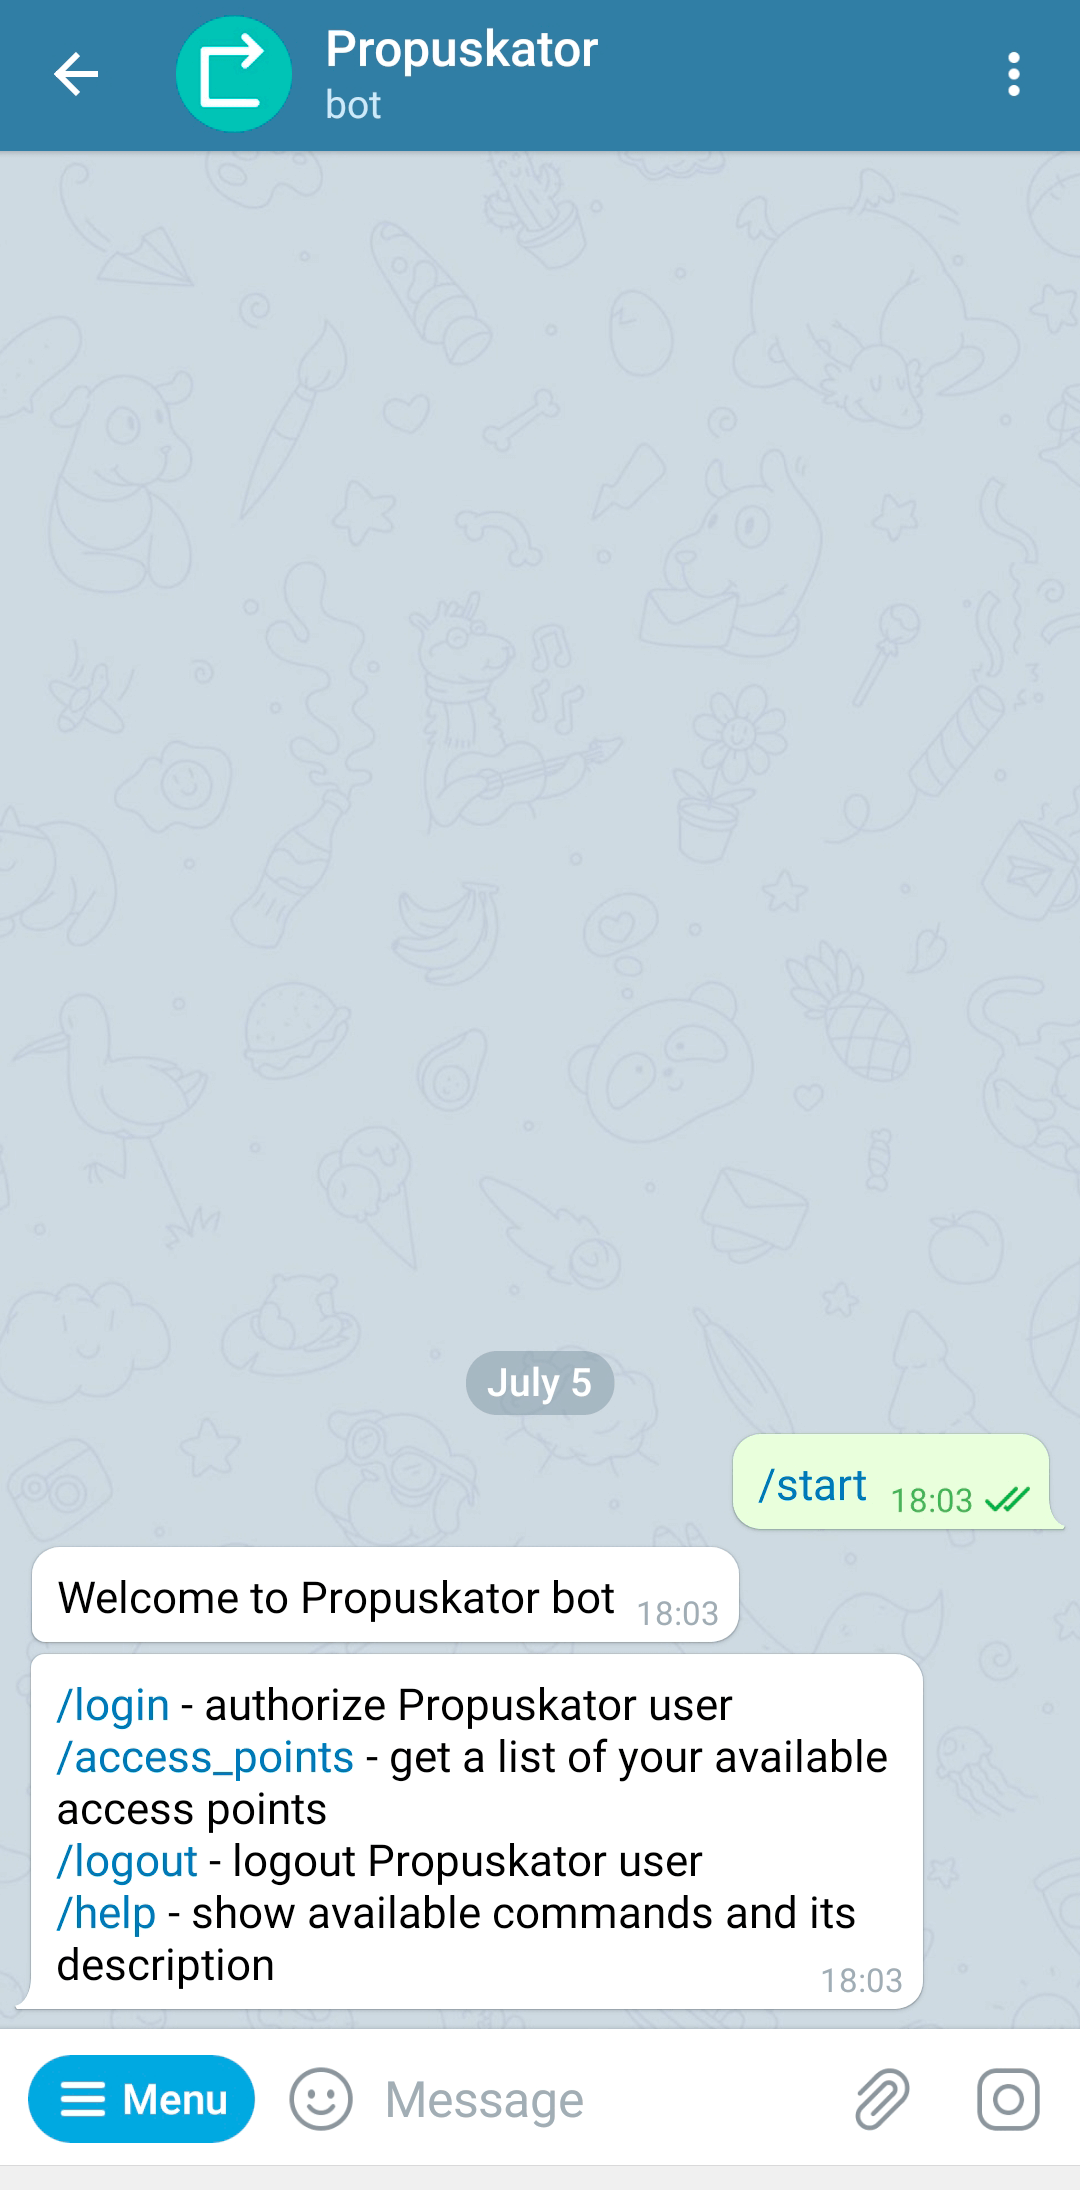 Propuskator
bot
July 5
/start 18:03
Welcome to Propuskator bot 18:03
/login - authorize Propuskator user
/access_points - get a list of your available
access points
/logout - logout Propuskator user
/help - show available commands and its
description 18:03
Menu Message